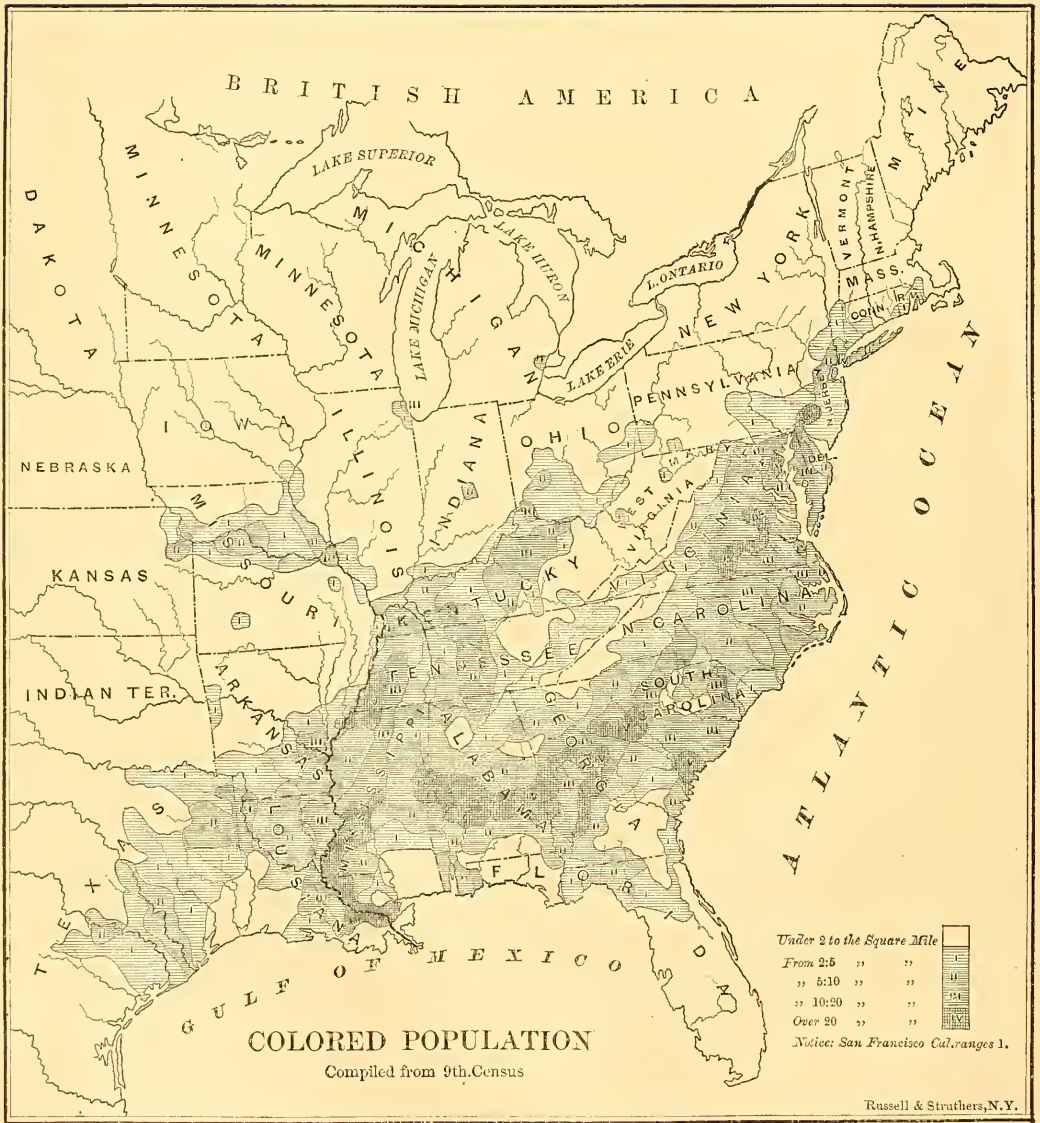 BRITISH AMERICA
MAINE
LAKE SUPERIOR
MINNESOTA
DAKOTA
MICHIGAN
VERMONT
N.HAMPSHIRE
MINNESOTA
LAKE HURON
LAKE MICHIGAN
L.ONTARIO
NEW YORK
MASS.
CONN
R I
LAKE ERIE
PENNSYLVANIA
N JERSEY
IOWA
ILLINOIS
INDIANA
OHIO
NEBRASKA
MARY
DEL.
WEST VIRGINIA
VIRGINIA
MISSOURI
KANSAS
KENTUCKY
N.CAROLINA
TENNESSEE
INDIAN TER.
ARKANSAS
SOUTH
CAROLINA
MISSISSIPPI
ALABAMA
GEORGIA
ATLANTIC OCEAN
TEXAS
LOUISIANA
FLORIDA
GULF OF MEXICO
Under 2 to the Square Mile
From 2:5 „ „ I
„ 5:10 „ „ II
„ 10:20 „ „ III
Over 20 „ „ IV
Notice: San Francisco Cal.ranges 1.
COLORED POPULATION
Compiled from 9th.Census
Russell & Struthers,N.Y.